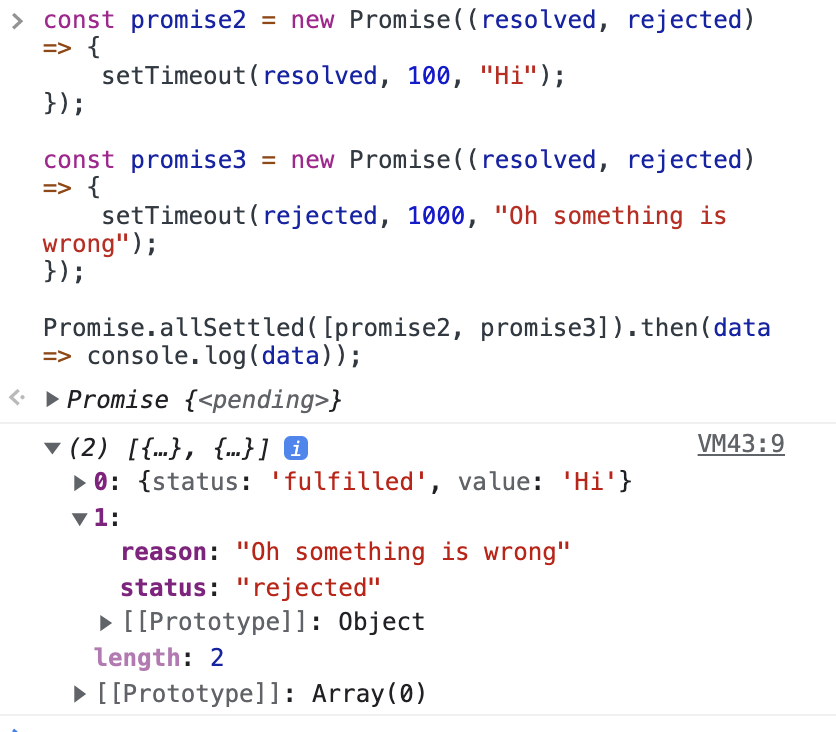 const promise2 = new Promise((resolved, rejected)
=> {
    setTimeout(resolved, 100, "Hi");
});

const promise3 = new Promise((resolved, rejected)
=> {
    setTimeout(rejected, 1000, "Oh something is
wrong");
});

Promise.allSettled([promise2, promise3]).then(data
=> console.log(data));
Promise {<pending>}
(2) [{…}, {…}] i VM43:9
0: {status: 'fulfilled', value: 'Hi'}
1:
reason: "Oh something is wrong"
status: "rejected"
[[Prototype]]: Object
length: 2
[[Prototype]]: Array(0)